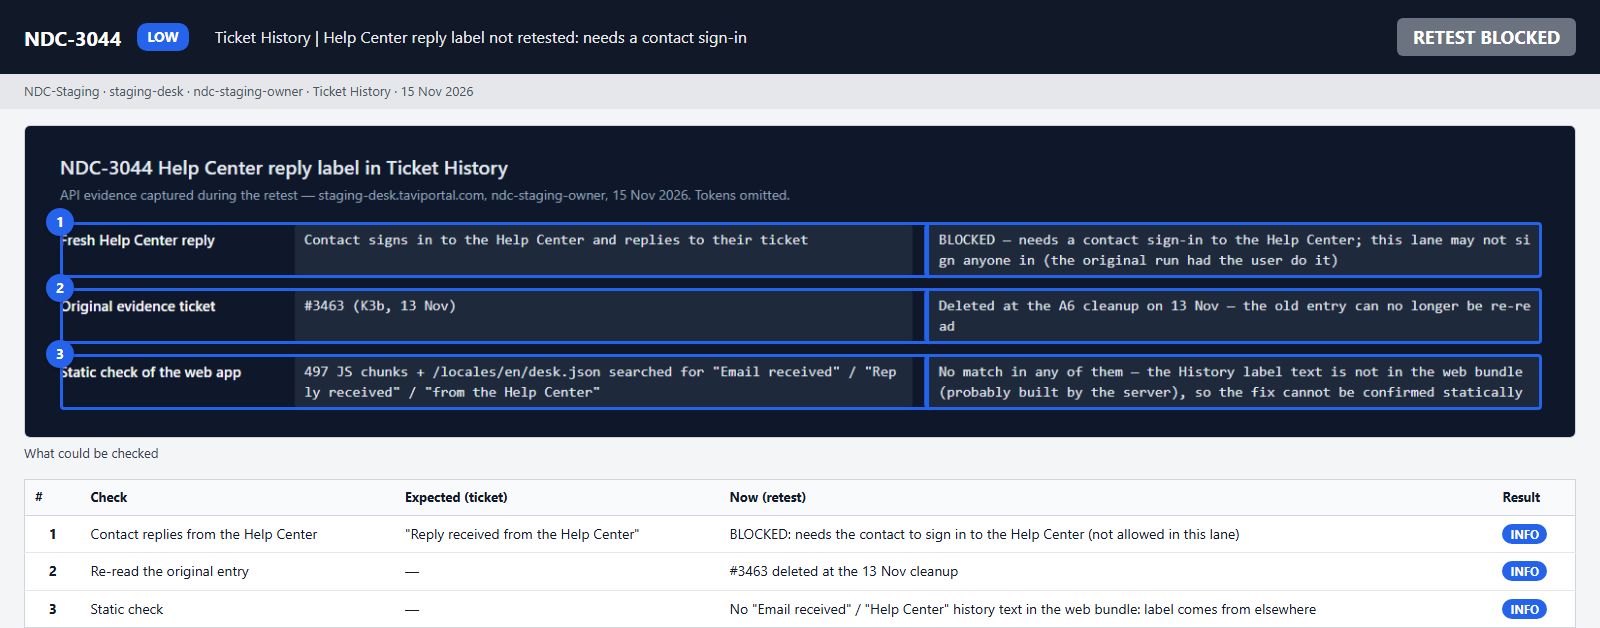 NDC-3044 LOW Ticket History | Help Center reply label not retested: needs a contact sign-in RETEST BLOCKED
NDC-Staging · staging-desk · ndc-staging-owner · Ticket History · 15 Nov 2026
NDC-3044 Help Center reply label in Ticket History
API evidence captured during the retest — staging-desk.taviportal.com, ndc-staging-owner, 15 Nov 2026. Tokens omitted.
1
Fresh Help Center reply Contact signs in to the Help Center and replies to their ticket BLOCKED — needs a contact sign-in to the Help Center; this lane may not si
gn anyone in (the original run had the user do it)
2
Original evidence ticket #3463 (K3b, 13 Nov) Deleted at the A6 cleanup on 13 Nov — the old entry can no longer be re-re
ad
3
Static check of the web app 497 JS chunks + /locales/en/desk.json searched for "Email received" / "Rep No match in any of them — the History label text is not in the web bundle
ly received" / "from the Help Center" (probably built by the server), so the fix cannot be confirmed statically
What could be checked
# Check Expected (ticket) Now (retest) Result
1 Contact replies from the Help Center "Reply received from the Help Center" BLOCKED: needs the contact to sign in to the Help Center (not allowed in this lane) INFO
2 Re-read the original entry — #3463 deleted at the 13 Nov cleanup INFO
3 Static check — No "Email received" / "Help Center" history text in the web bundle: label comes from elsewhere INFO